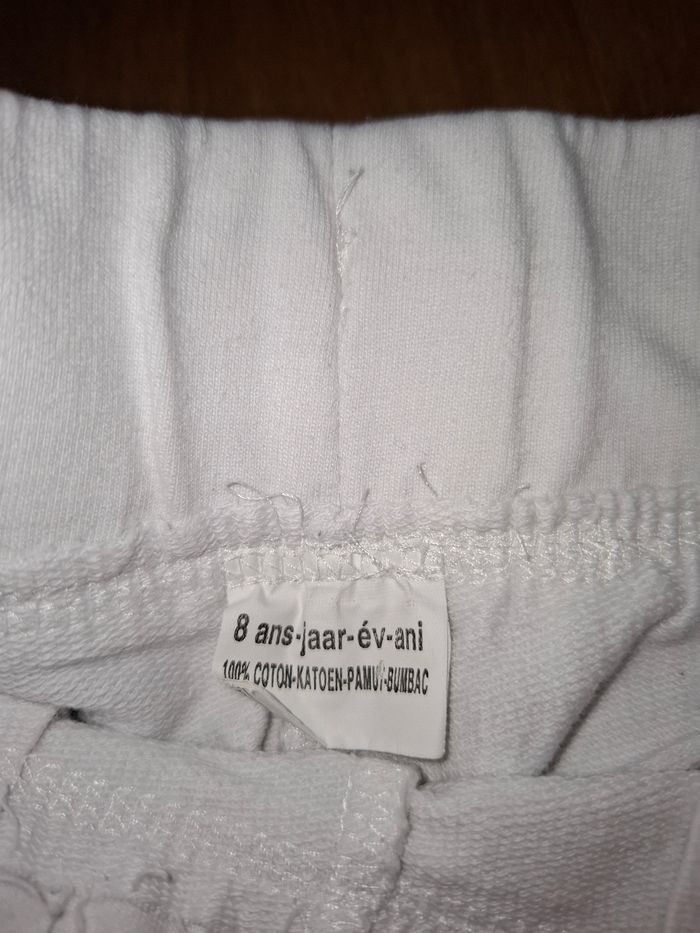 8 ans-jaar-év-ani
100% COTON-KATOEN-PAMUT-BUMBAC